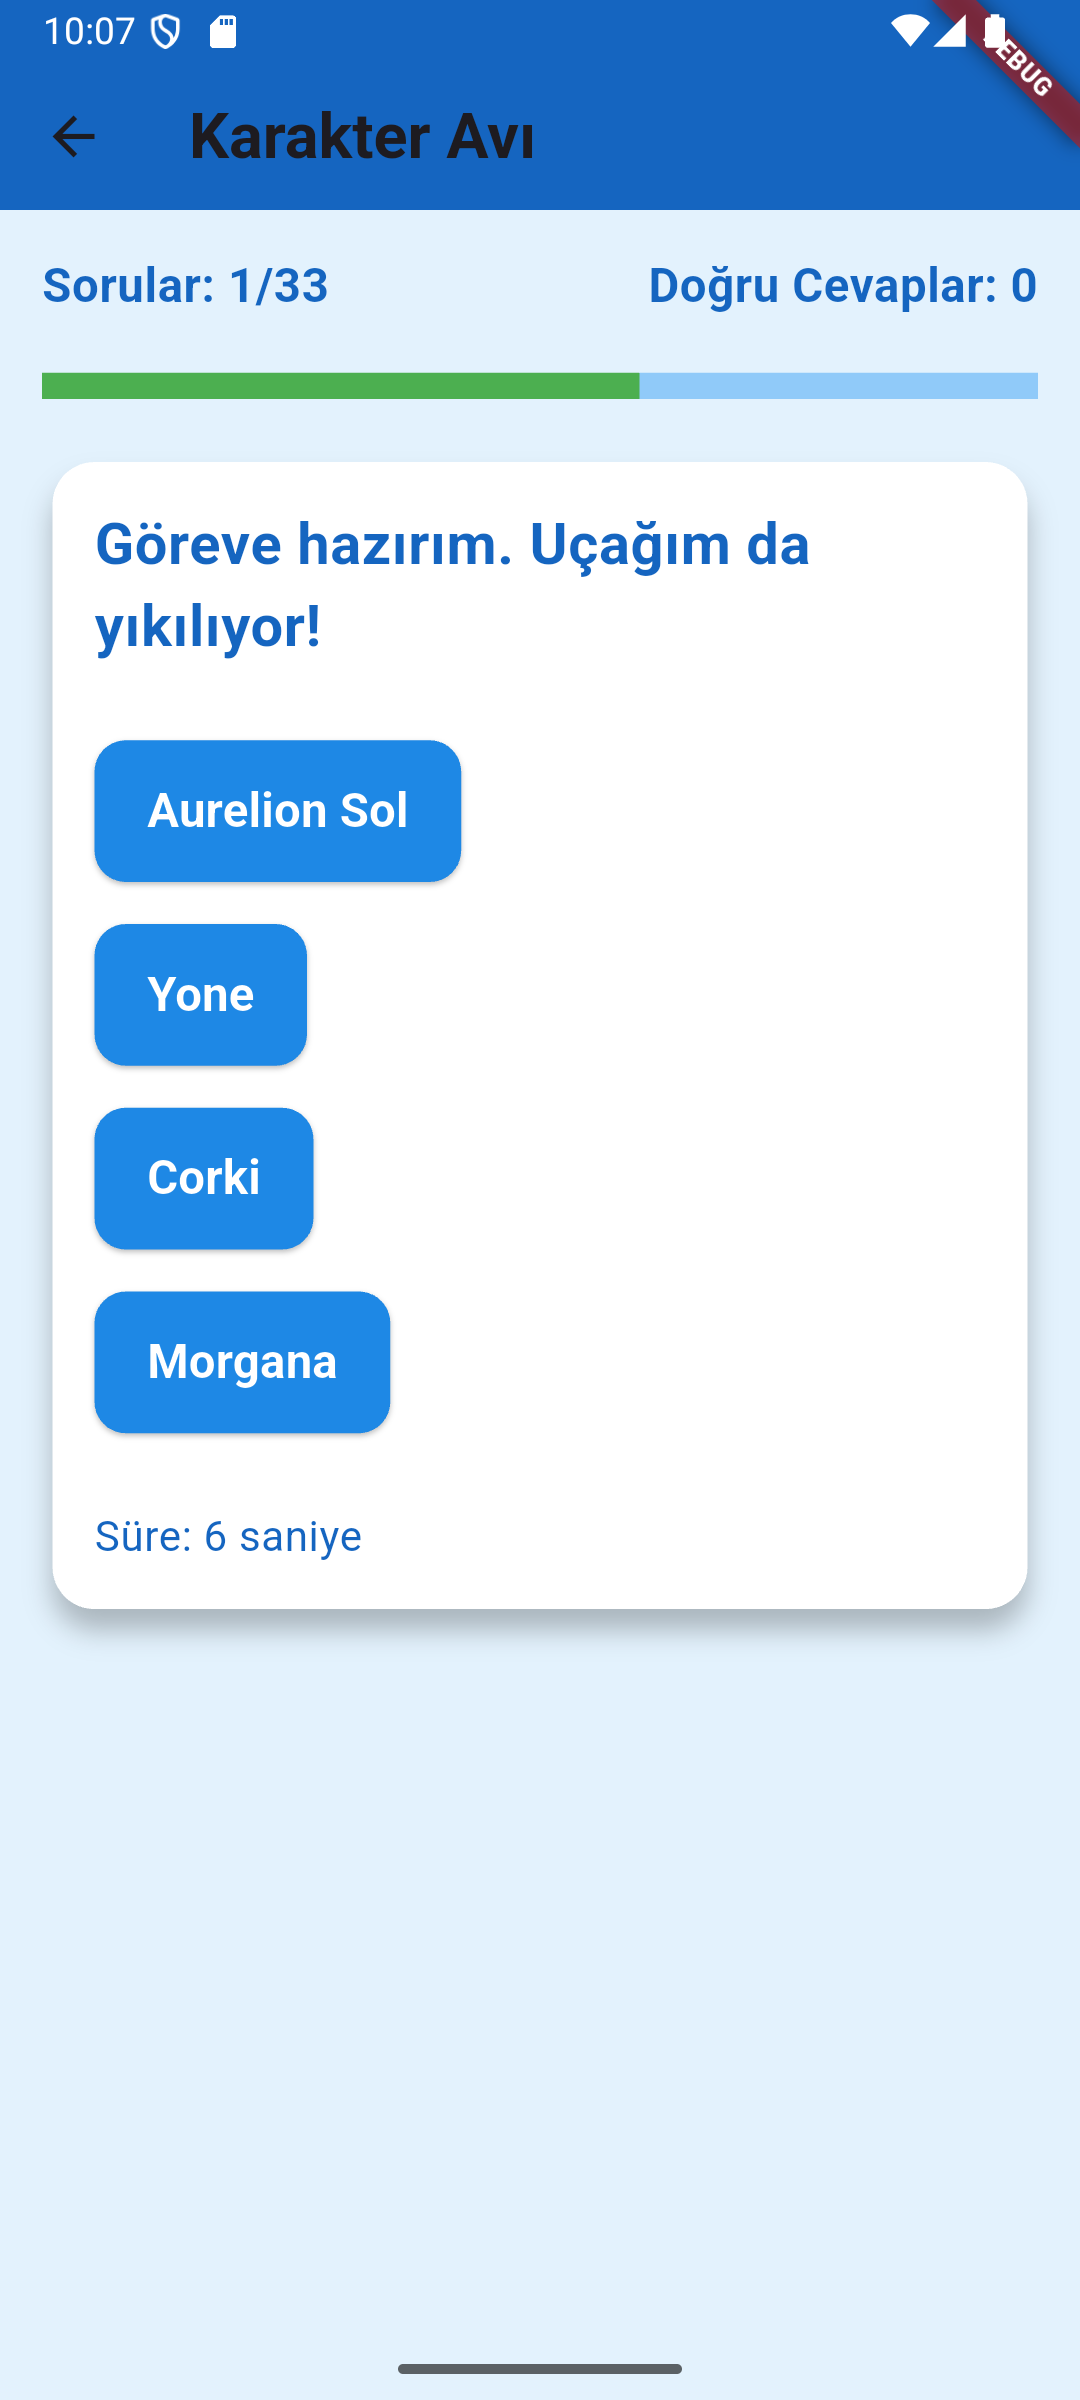 10:07
EBUG
Karakter Avı
Sorular: 1/33
Doğru Cevaplar: 0
Göreve hazırım. Uçağım da
yıkılıyor!
Aurelion Sol
Yone
Corki
Morgana
Süre: 6 saniye